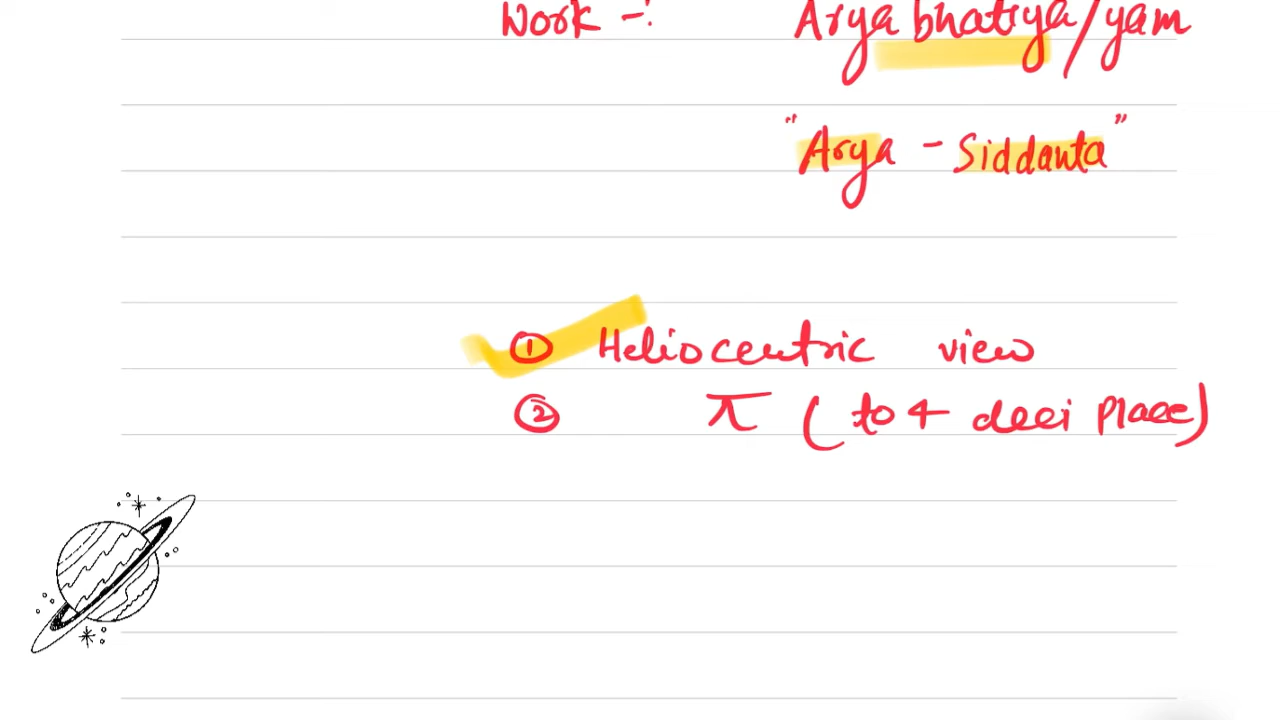 Work -: Aryabhatiya/yam
"Arya - Siddanta"
① Heliocentric view
② π (to 4 deci place)